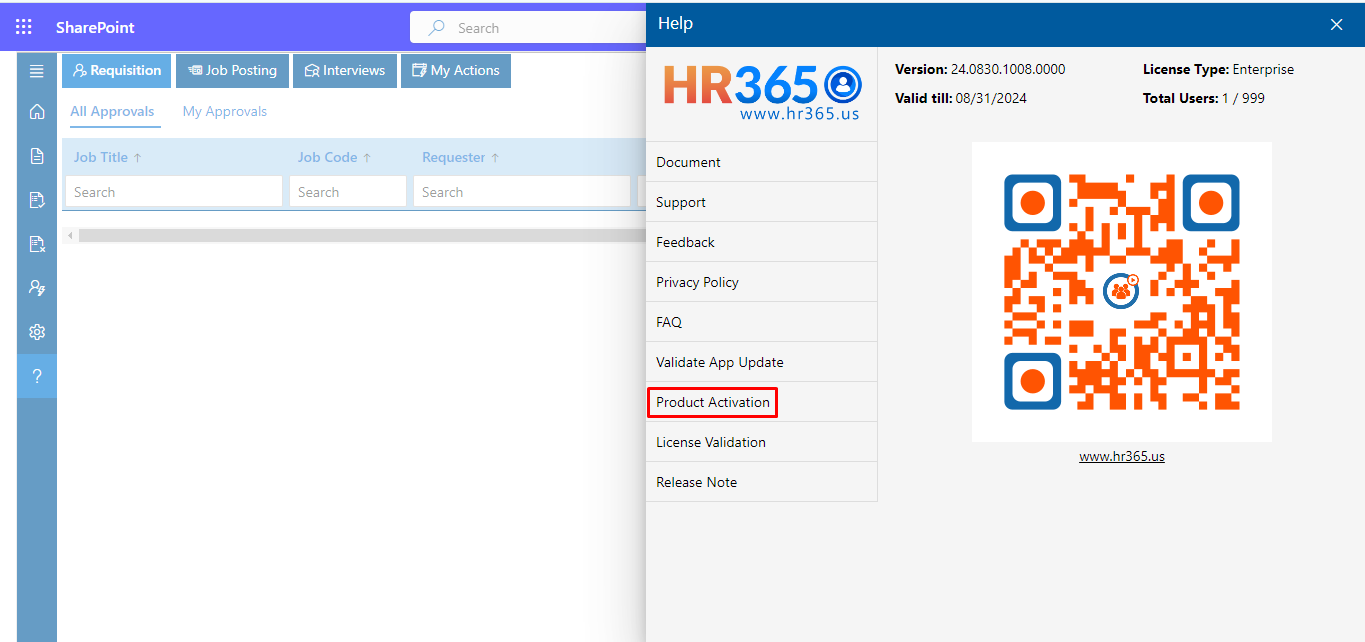 SharePoint
Search
Help
Requisition
Job Posting
Interviews
My Actions
All Approvals
My Approvals
Job Title ↑
Job Code ↑
Requester ↑
Search
Search
Search
?
HR365
www.hr365.us
Document
Support
Feedback
Privacy Policy
FAQ
Validate App Update
Product Activation
License Validation
Release Note
Version: 24.0830.1008.0000
License Type: Enterprise
Valid till: 08/31/2024
Total Users: 1 / 999
www.hr365.us